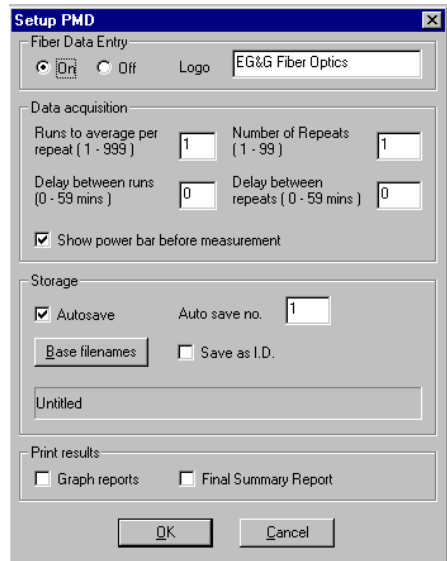 Setup PMD
Fiber Data Entry
On Off Logo EG&G Fiber Optics
Data acquisition
Runs to average per
repeat ( 1 - 999 ) 1
Number of Repeats
( 1 - 99 ) 1
Delay between runs
(0 - 59 mins ) 0
Delay between
repeats ( 0 - 59 mins ) 0
Show power bar before measurement
Storage
Autosave Auto save no. 1
Base filenames Save as I.D.
Untitled
Print results
Graph reports Final Summary Report
OK Cancel